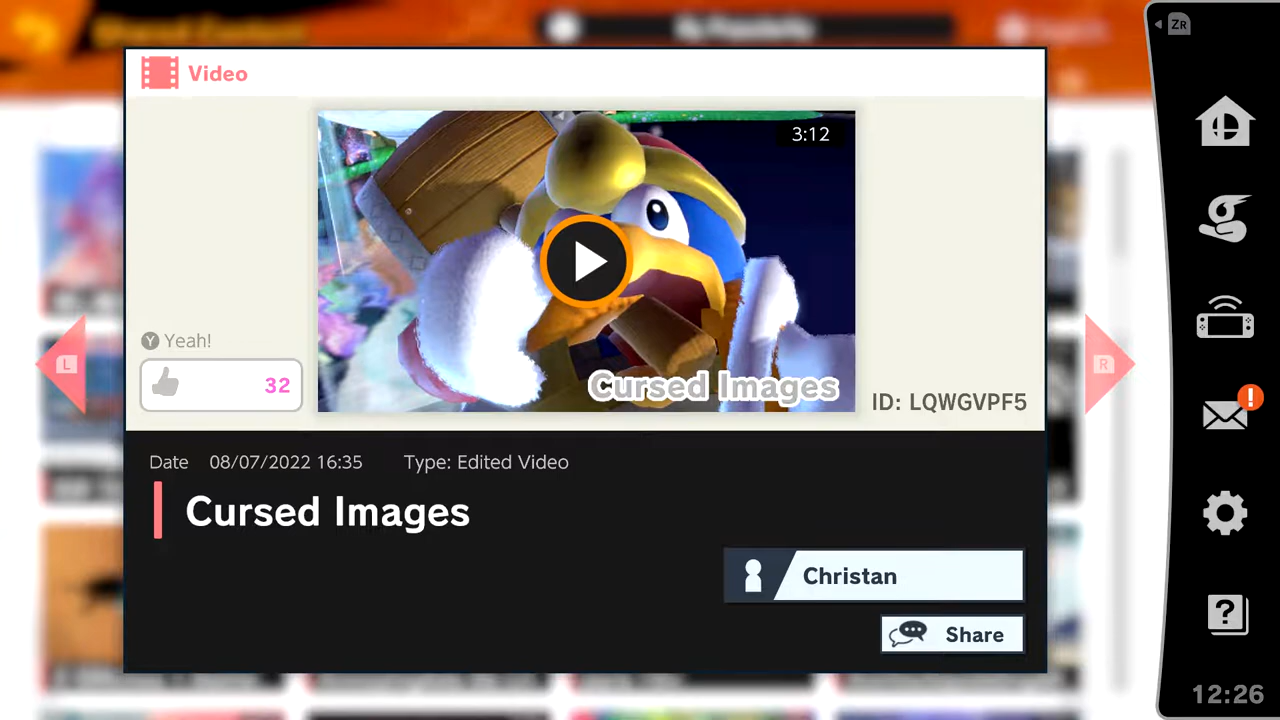 ZR
Video
3:12
Y Yeah!
32
L
R
Cursed Images
ID: LQWGVPF5
Date 08/07/2022 16:35 Type: Edited Video
Cursed Images
Christan
Share
!
?
12:26